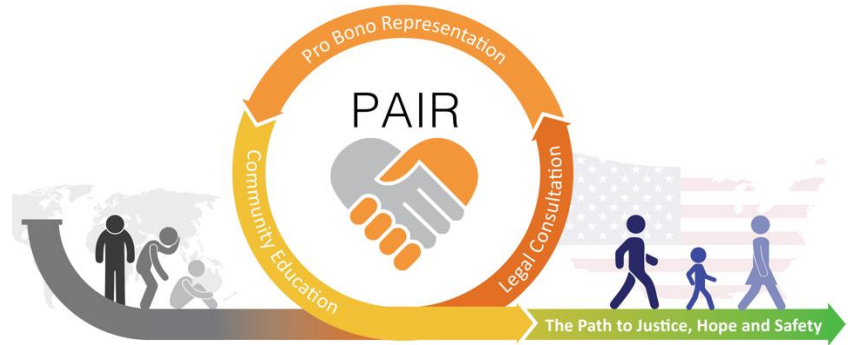 Pro Bono Representation
PAIR
Community Education
Legal Consultation
The Path to Justice, Hope and Safety